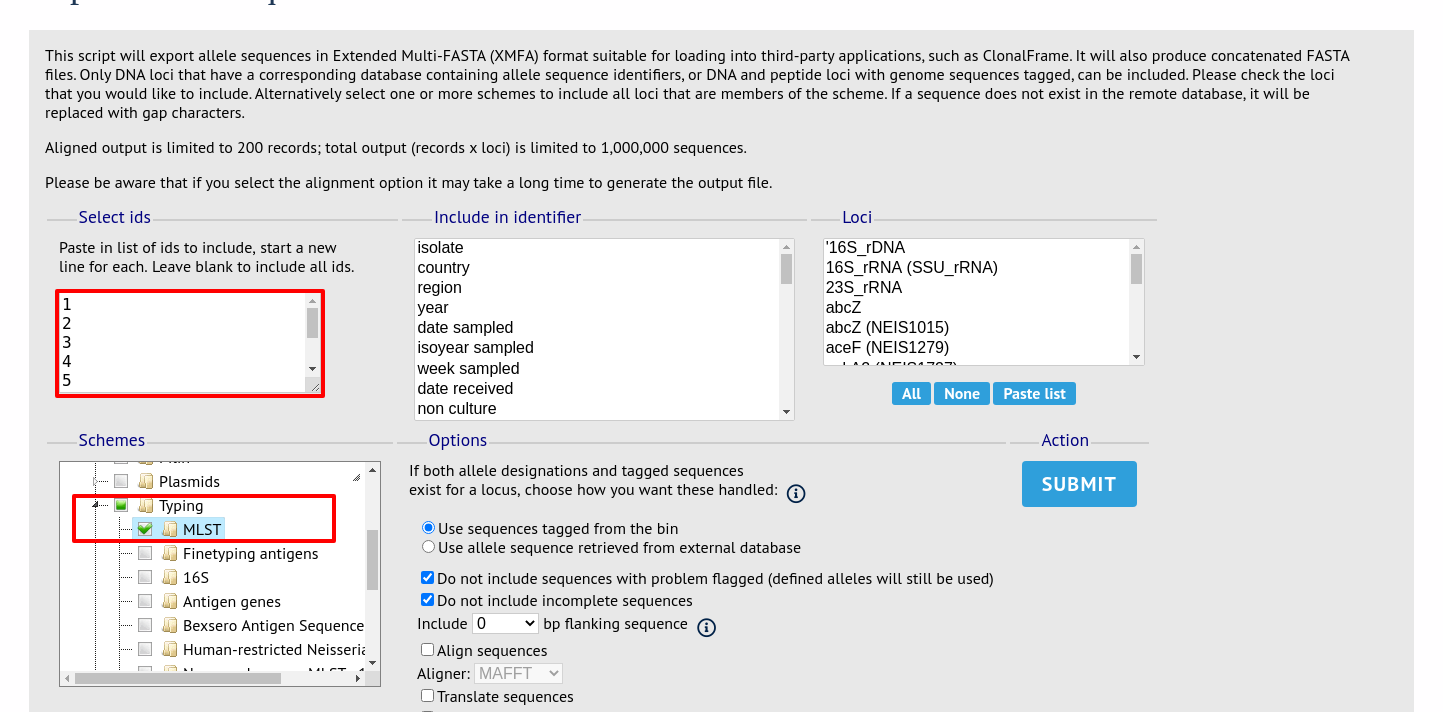 This script will export allele sequences in Extended Multi-FASTA (XMFA) format suitable for loading into third-party applications, such as ClonalFrame. It will also produce concatenated FASTA
files. Only DNA loci that have a corresponding database containing allele sequence identifiers, or DNA and peptide loci with genome sequences tagged, can be included. Please check the loci
that you would like to include. Alternatively select one or more schemes to include all loci that are members of the scheme. If a sequence does not exist in the remote database, it will be
replaced with gap characters.
Aligned output is limited to 200 records; total output (records x loci) is limited to 1,000,000 sequences.
Please be aware that if you select the alignment option it may take a long time to generate the output file.
Select ids
Paste in list of ids to include, start a new
line for each. Leave blank to include all ids.
1
2
3
4
5
Include in identifier
isolate
country
region
year
date sampled
isoyear sampled
week sampled
date received
non culture
Loci
'16S_rDNA
16S_rRNA (SSU_rRNA)
23S_rRNA
abcZ
abcZ (NEIS1015)
aceF (NEIS1279)
All None Paste list
Schemes
Plasmids
Typing
MLST
Finetyping antigens
16S
Antigen genes
Bexsero Antigen Sequence
Human-restricted Neisseria
Options
If both allele designations and tagged sequences
exist for a locus, choose how you want these handled:
Use sequences tagged from the bin
Use allele sequence retrieved from external database
Do not include sequences with problem flagged (defined alleles will still be used)
Do not include incomplete sequences
Include 0 bp flanking sequence
Align sequences
Aligner: MAFFT
Translate sequences
Action
SUBMIT